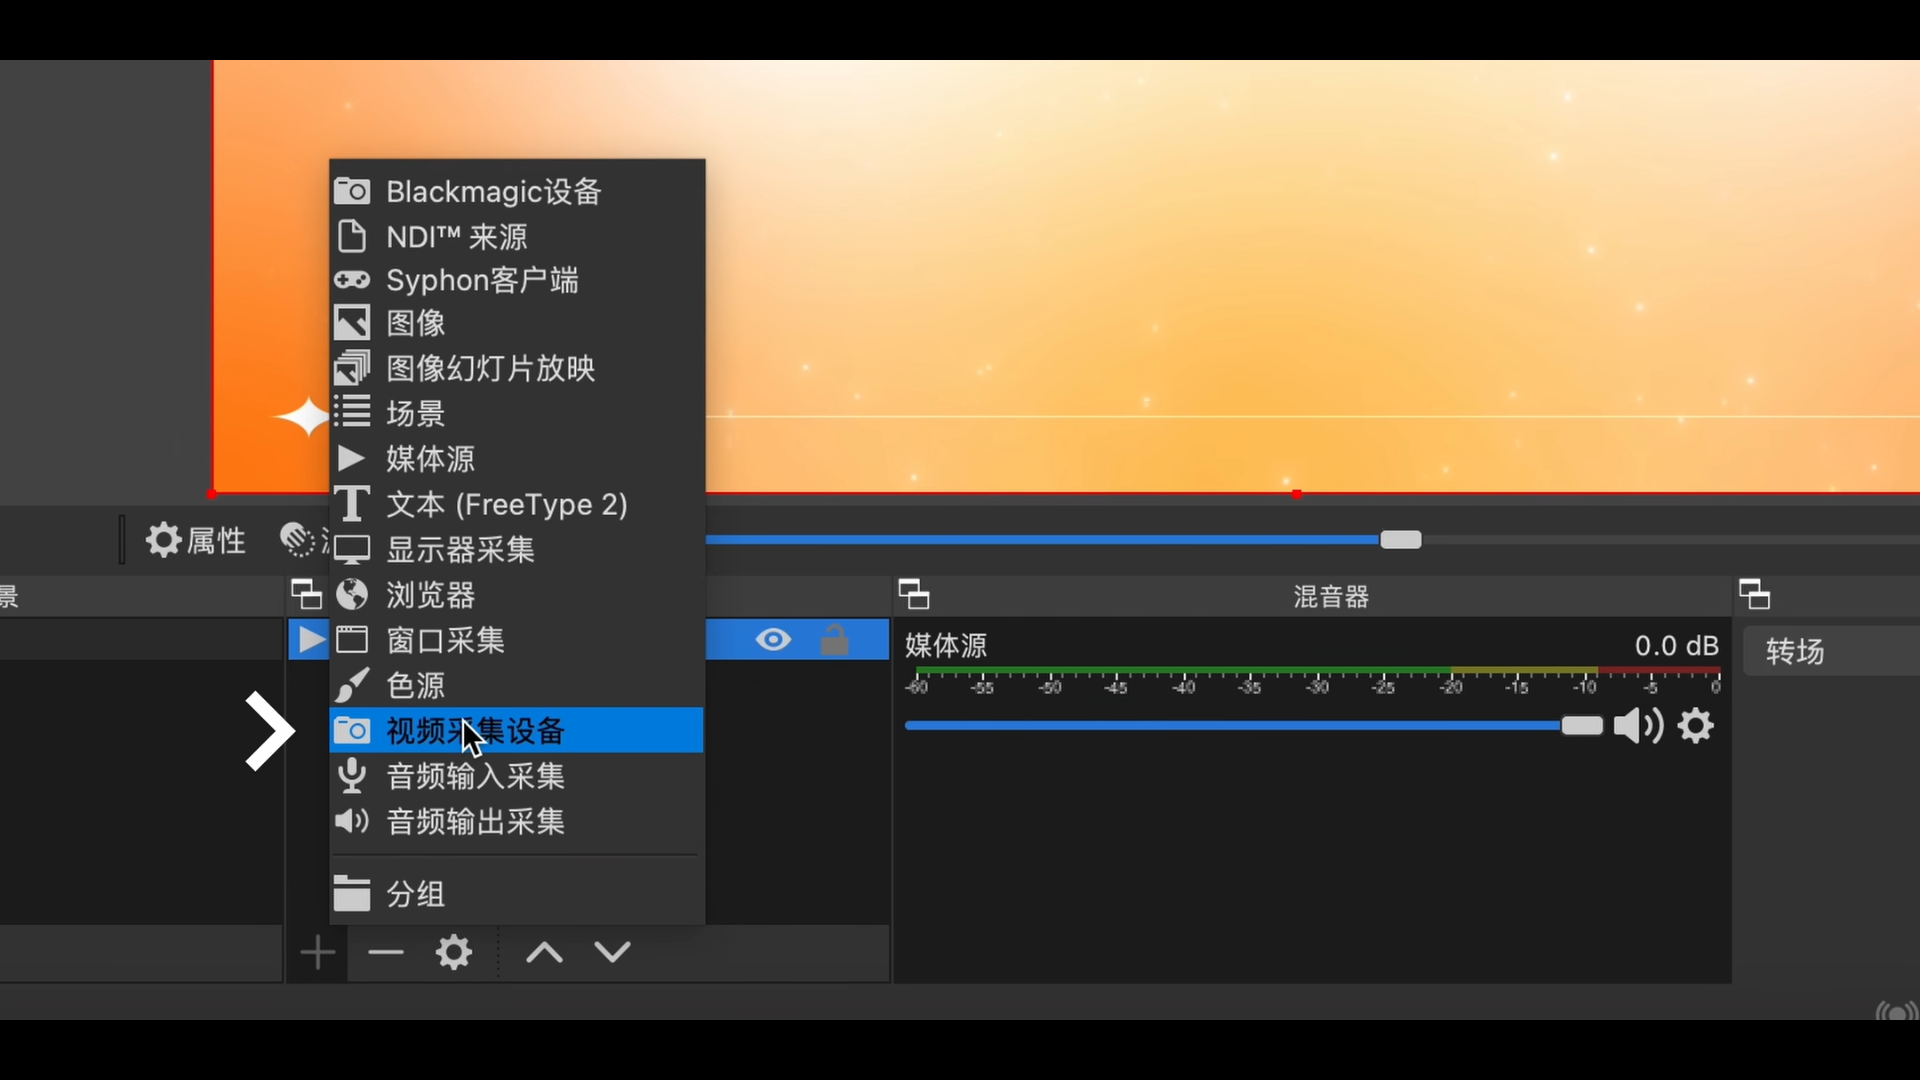 Blackmagic设备
NDI™ 来源
Syphon客户端
图像
图像幻灯片放映
场景
媒体源
文本 (FreeType 2)
显示器采集
浏览器
窗口采集
色源
视频采集设备
音频输入采集
音频输出采集
分组
属性
景
混音器
媒体源
0.0 dB
-60 -55 -50 -45 -40 -35 -30 -25 -20 -15 -10 -5 0
转场